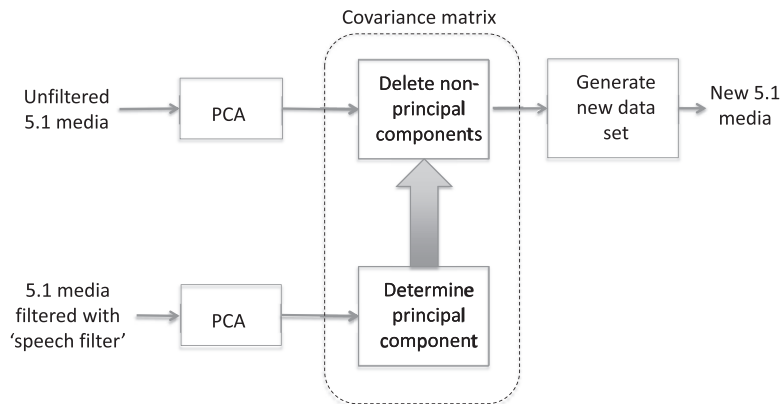 Covariance matrix
Unfiltered
5.1 media
PCA
Delete non-
principal
components
Generate
new data
set
New 5.1
media
5.1 media
filtered with
‘speech filter’
PCA
Determine
principal
component